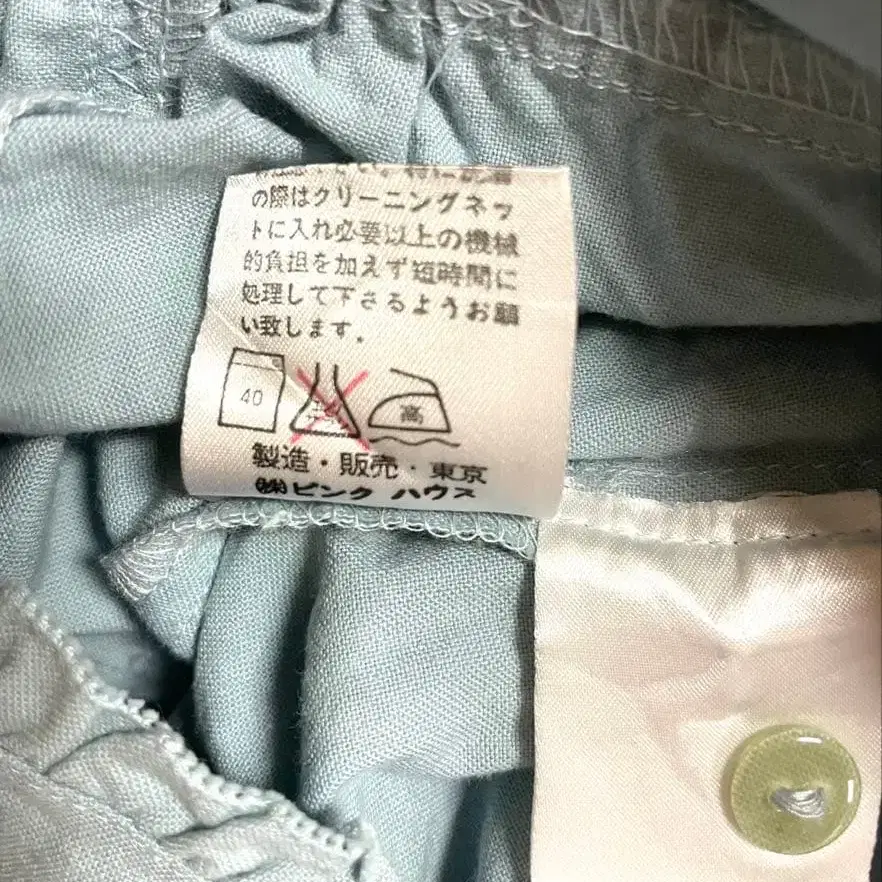 の際はクリーニングネッ
トに入れ必要以上の機械
的負担を加えず短時間に
処理して下さるようお願
い致します。
40
高
製造・販売・東京
㈱ピンク ハウス